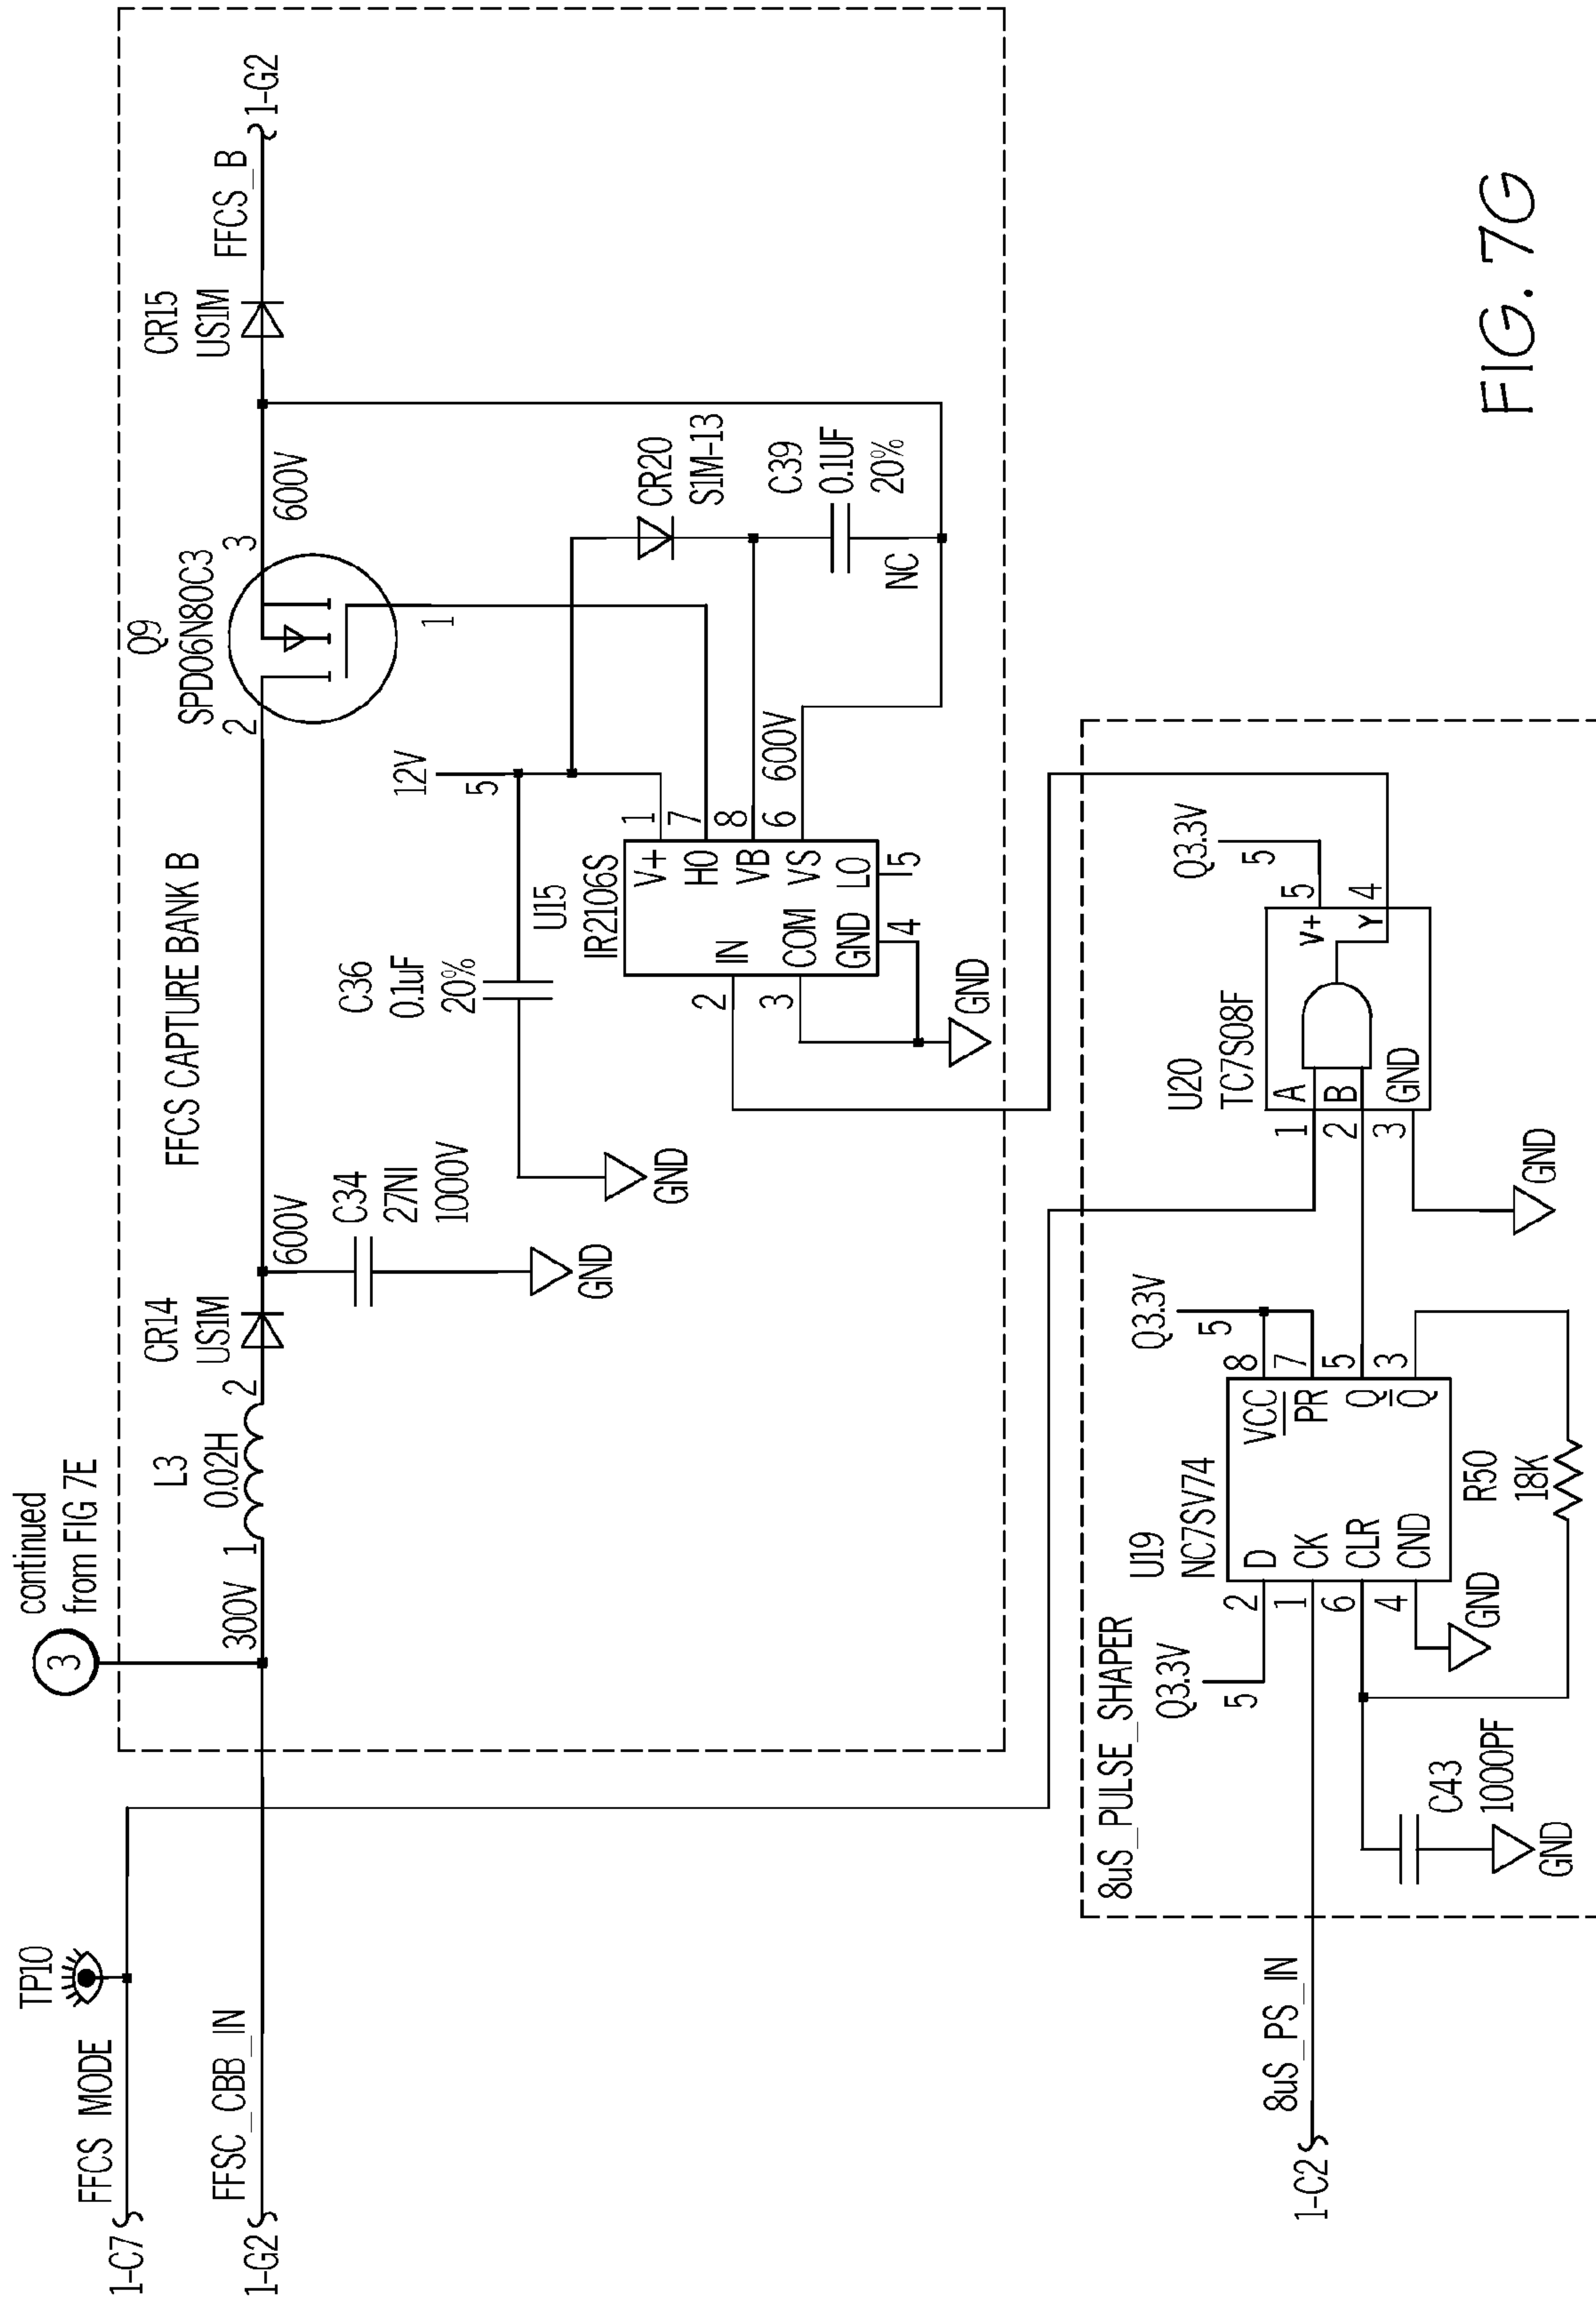 continued
from FIG 7E
3
TP10
FFCS_MODE
1-C7
FFSC_CBB_IN
1-G2
300V
1
L3
0.02H
2
CR14
US1M
600V
C34
27NI
1000V
GND
FFCS CAPTURE BANK B
Q9
SPD06N80C3
2
3
1
600V
CR15
US1M
FFCS_B
1-G2
12V
5
C36
0.1uF
20%
GND
U15
IR2106S
V+
HO
VB
VS
LO
IN
COM
GND
1
7
8
6
5
2
3
4
600V
GND
CR20
S1M-13
C39
0.1UF
20%
NC
8uS_PULSE_SHAPER
8uS_PS_IN
1-C2
Q3.3V
5
U19
NC7SV74
D
CK
CLR
CND
VCC
PR
Q
Q
2
1
6
4
8
7
5
3
Q3.3V
5
GND
C43
1000PF
GND
R50
18K
U20
TC7S08F
A
B
GND
V+
Y
1
2
3
5
4
Q3.3V
5
GND
FIG. 7G